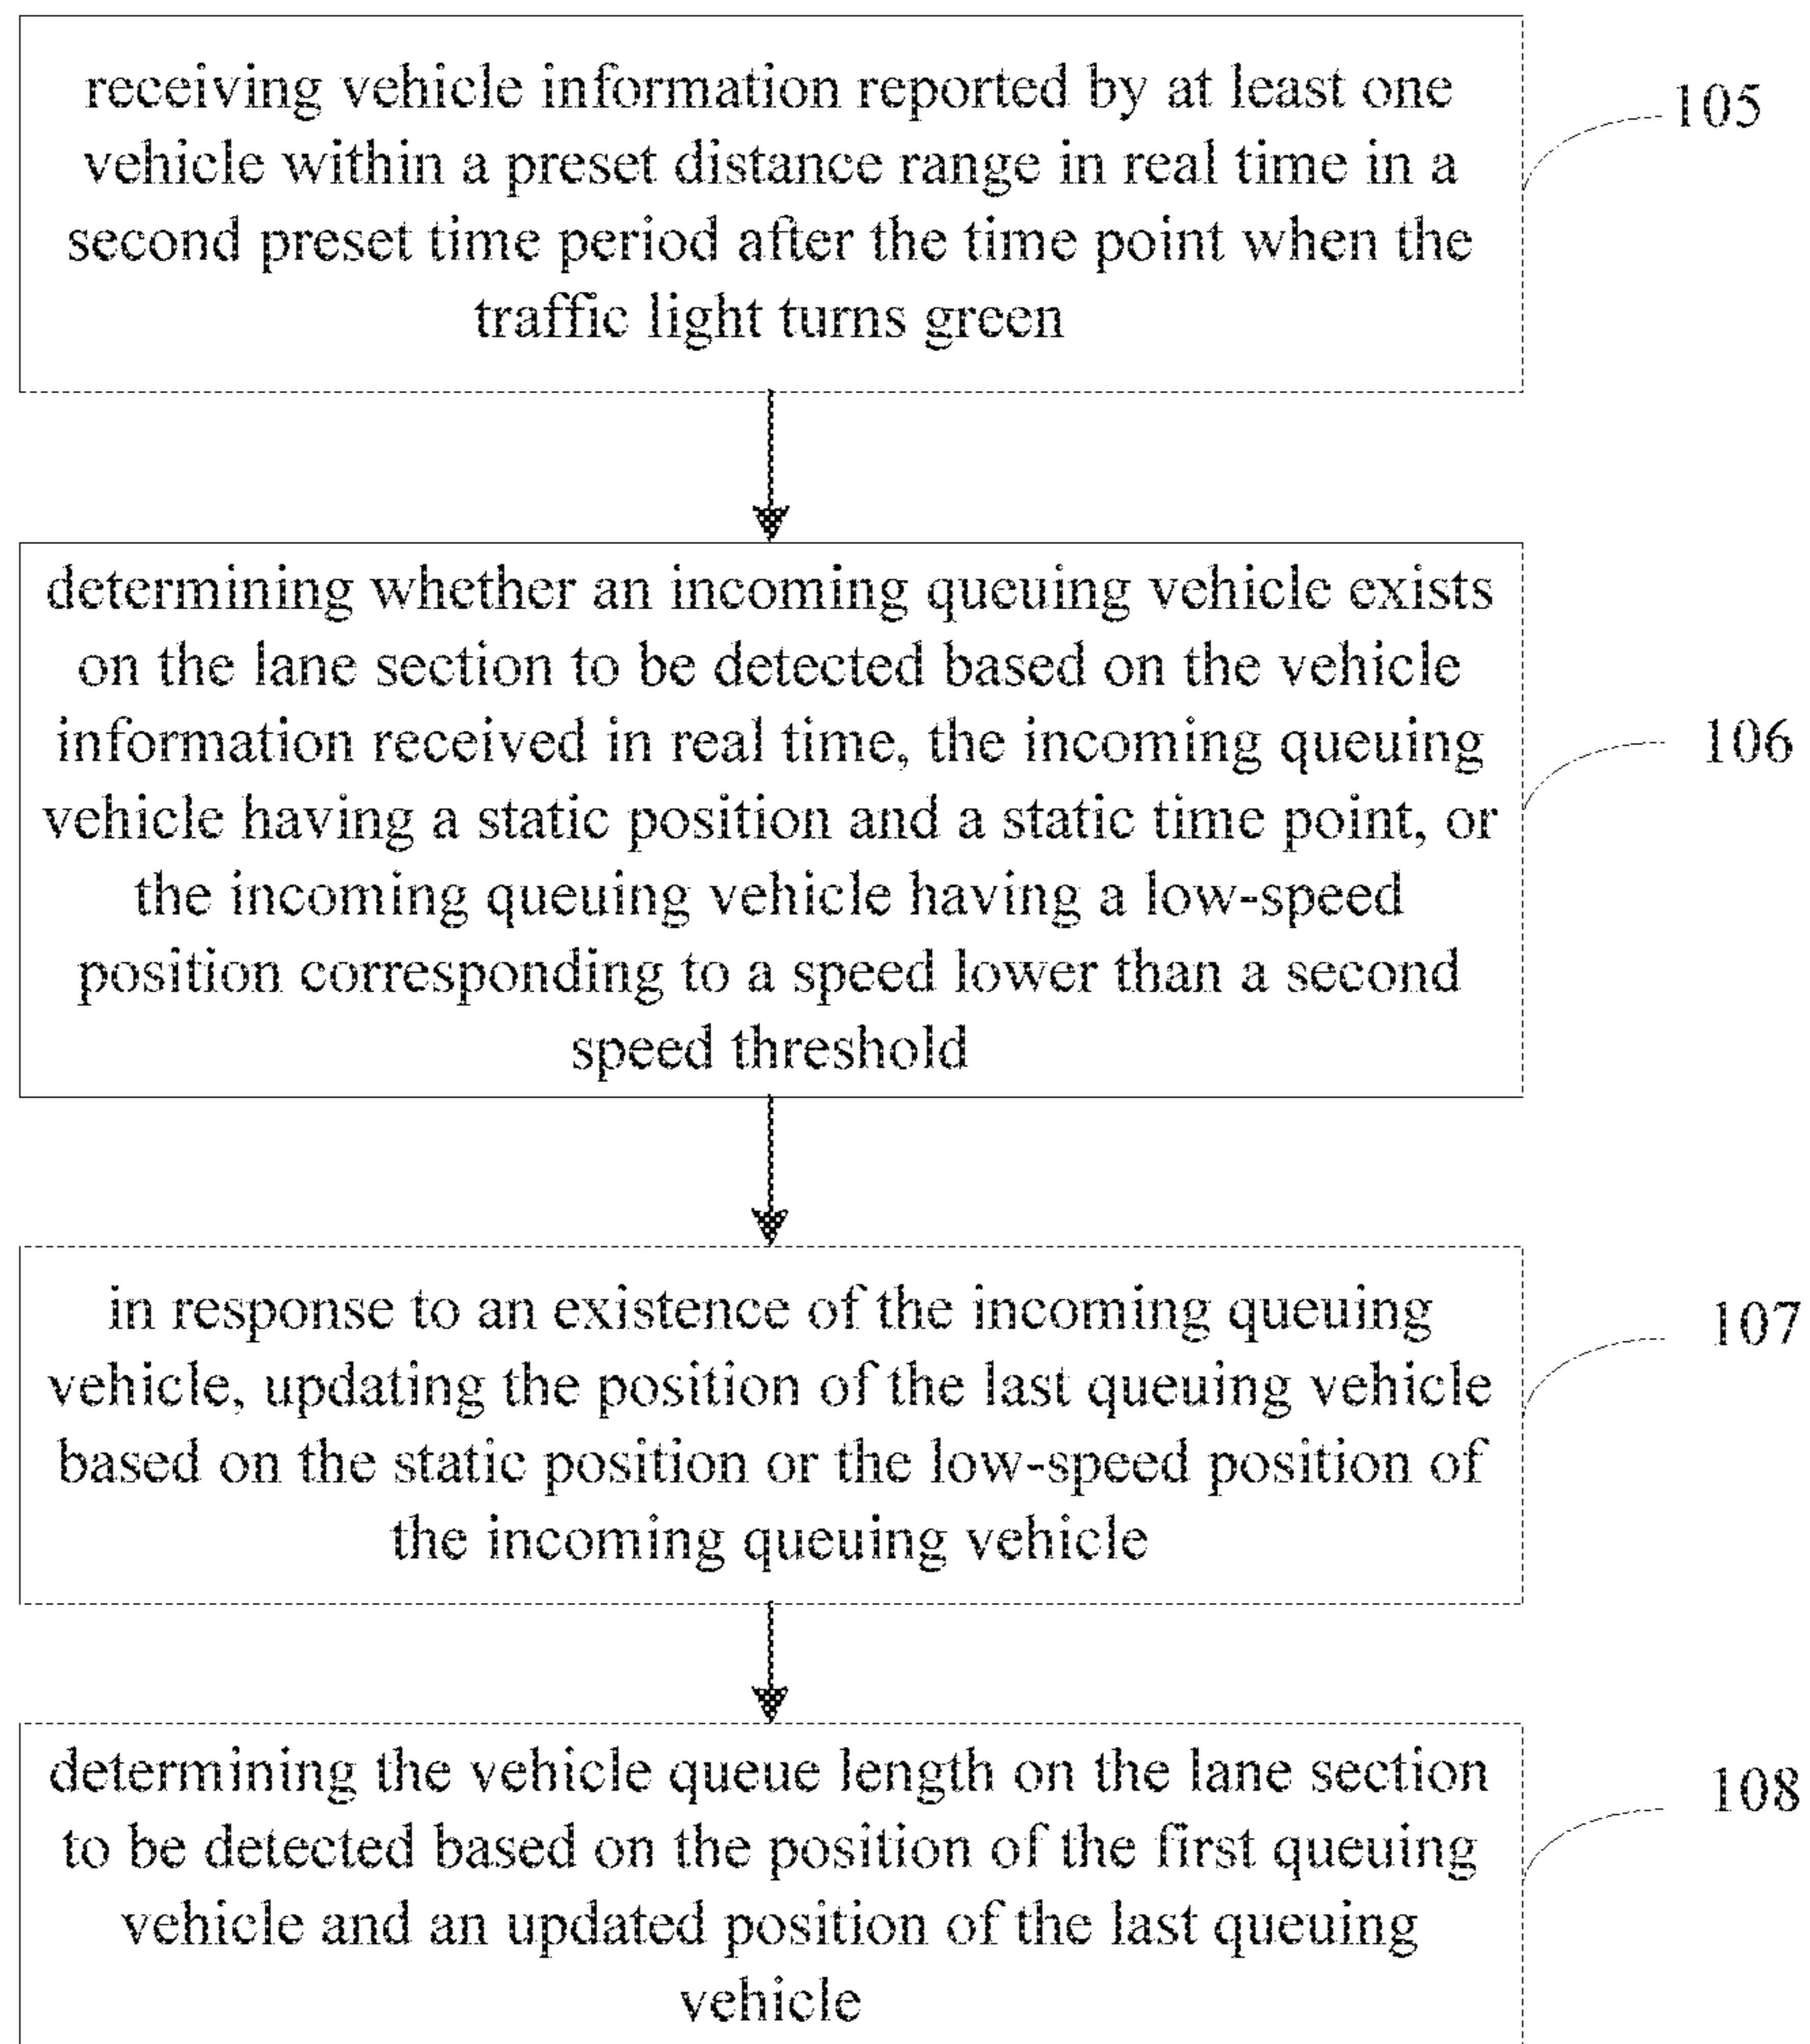 receiving vehicle information reported by at least one
vehicle within a preset distance range in real time in a
second preset time period after the time point when the
traffic light turns green
105
determining whether an incoming queuing vehicle exists
on the lane section to be detected based on the vehicle
information received in real time, the incoming queuing
vehicle having a static position and a static time point, or
the incoming queuing vehicle having a low-speed
position corresponding to a speed lower than a second
speed threshold
106
in response to an existence of the incoming queuing
vehicle, updating the position of the last queuing vehicle
based on the static position or the low-speed position of
the incoming queuing vehicle
107
determining the vehicle queue length on the lane section
to be detected based on the position of the first queuing
vehicle and an updated position of the last queuing
vehicle
108